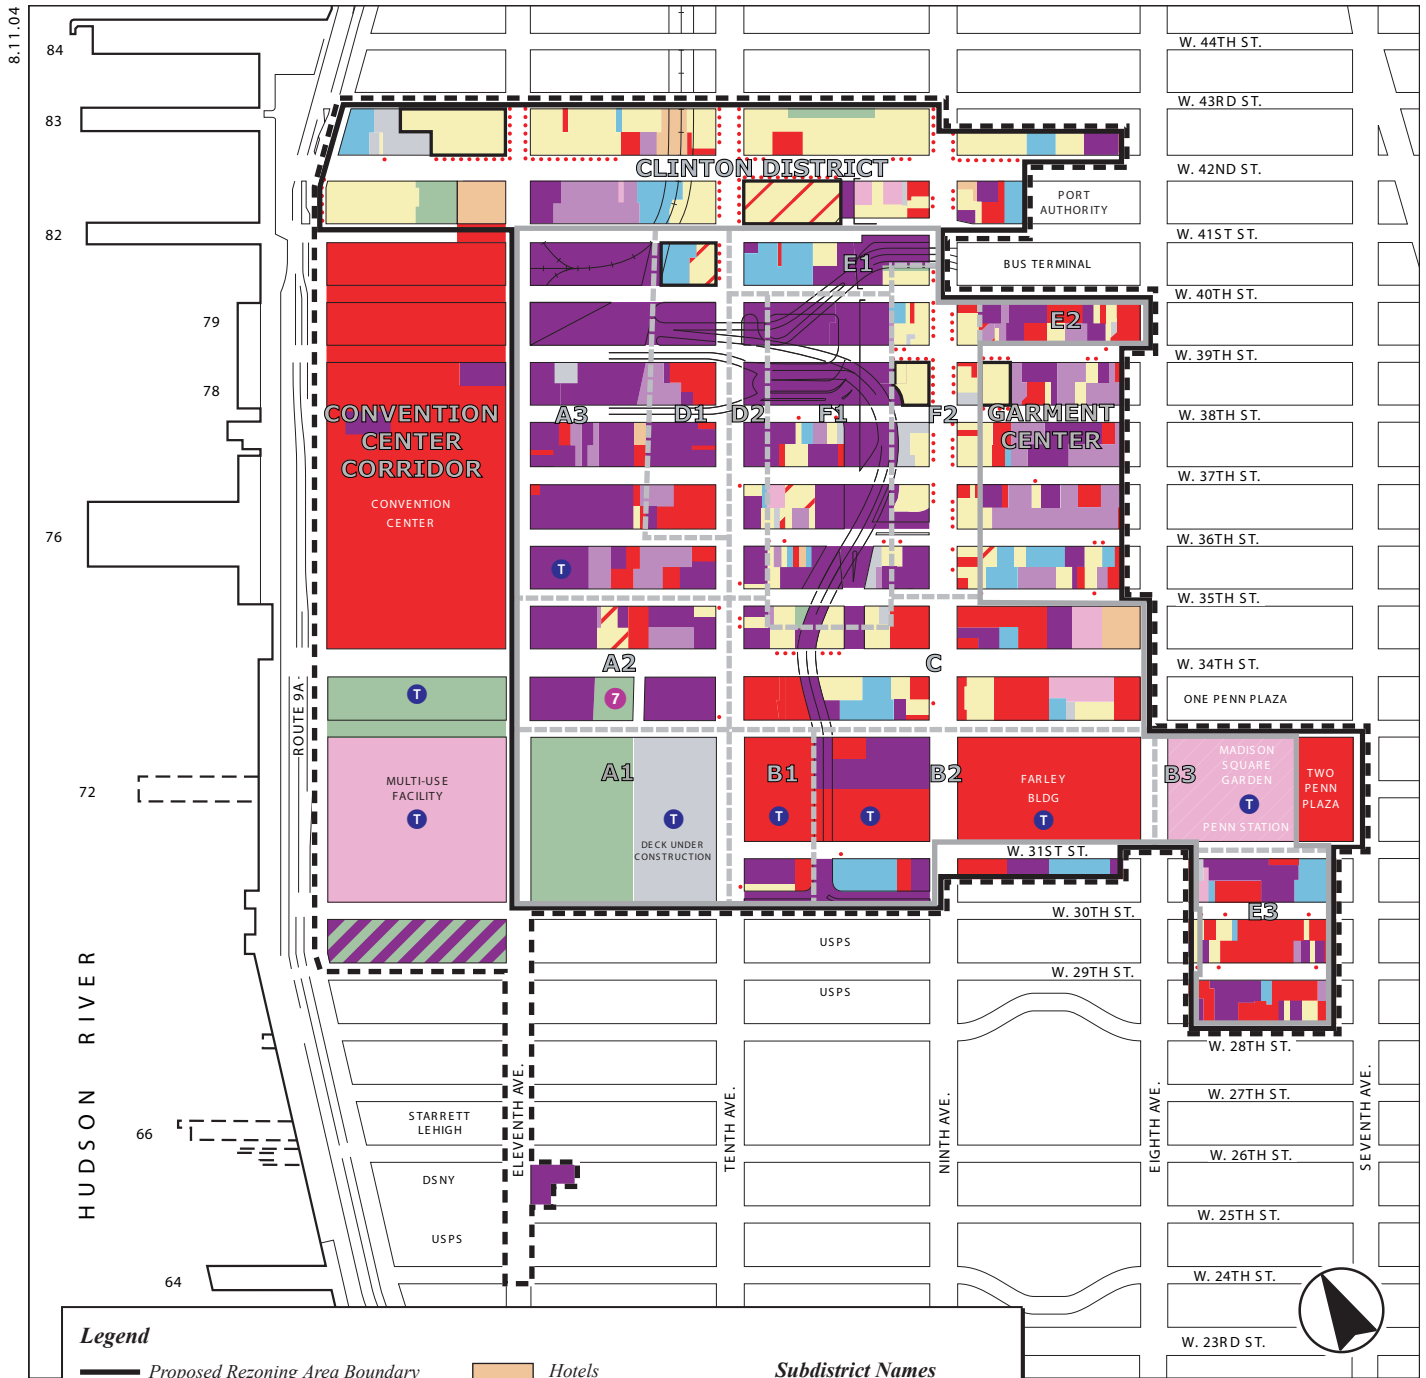 8.11.04
84
W. 44TH ST.
83
W. 43RD ST.
CLINTON DISTRICT
W. 42ND ST.
PORT
AUTHORITY
82
W. 41ST ST.
E1
BUS TERMINAL
W. 40TH ST.
79
E2
W. 39TH ST.
78
CONVENTION
CENTER
CORRIDOR
A3
D1
D2
F1
F2
GARMENT
CENTER
W. 38TH ST.
W. 37TH ST.
CONVENTION
CENTER
76
W. 36TH ST.
T
W. 35TH ST.
A2
C
W. 34TH ST.
T
7
ONE PENN PLAZA
ROUTE 9A
72
MULTI-USE
FACILITY
T
A1
T
DECK UNDER
CONSTRUCTION
B1
T
B2
T
FARLEY
BLDG
T
B3
MADISON
SQUARE
GARDEN
T
PENN STATION
TWO
PENN
PLAZA
W. 31ST ST.
W. 30TH ST.
E3
USPS
W. 29TH ST.
USPS
W. 28TH ST.
HUDSON RIVER
ELEVENTH AVE.
TENTH AVE.
NINTH AVE.
EIGHTH AVE.
SEVENTH AVE.
W. 27TH ST.
66
STARRETT
LEHIGH
W. 26TH ST.
DSNY
W. 25TH ST.
USPS
64
W. 24TH ST.
W. 23RD ST.
Legend
Proposed Rezoning Area Boundary
Hotels
Subdistrict Names